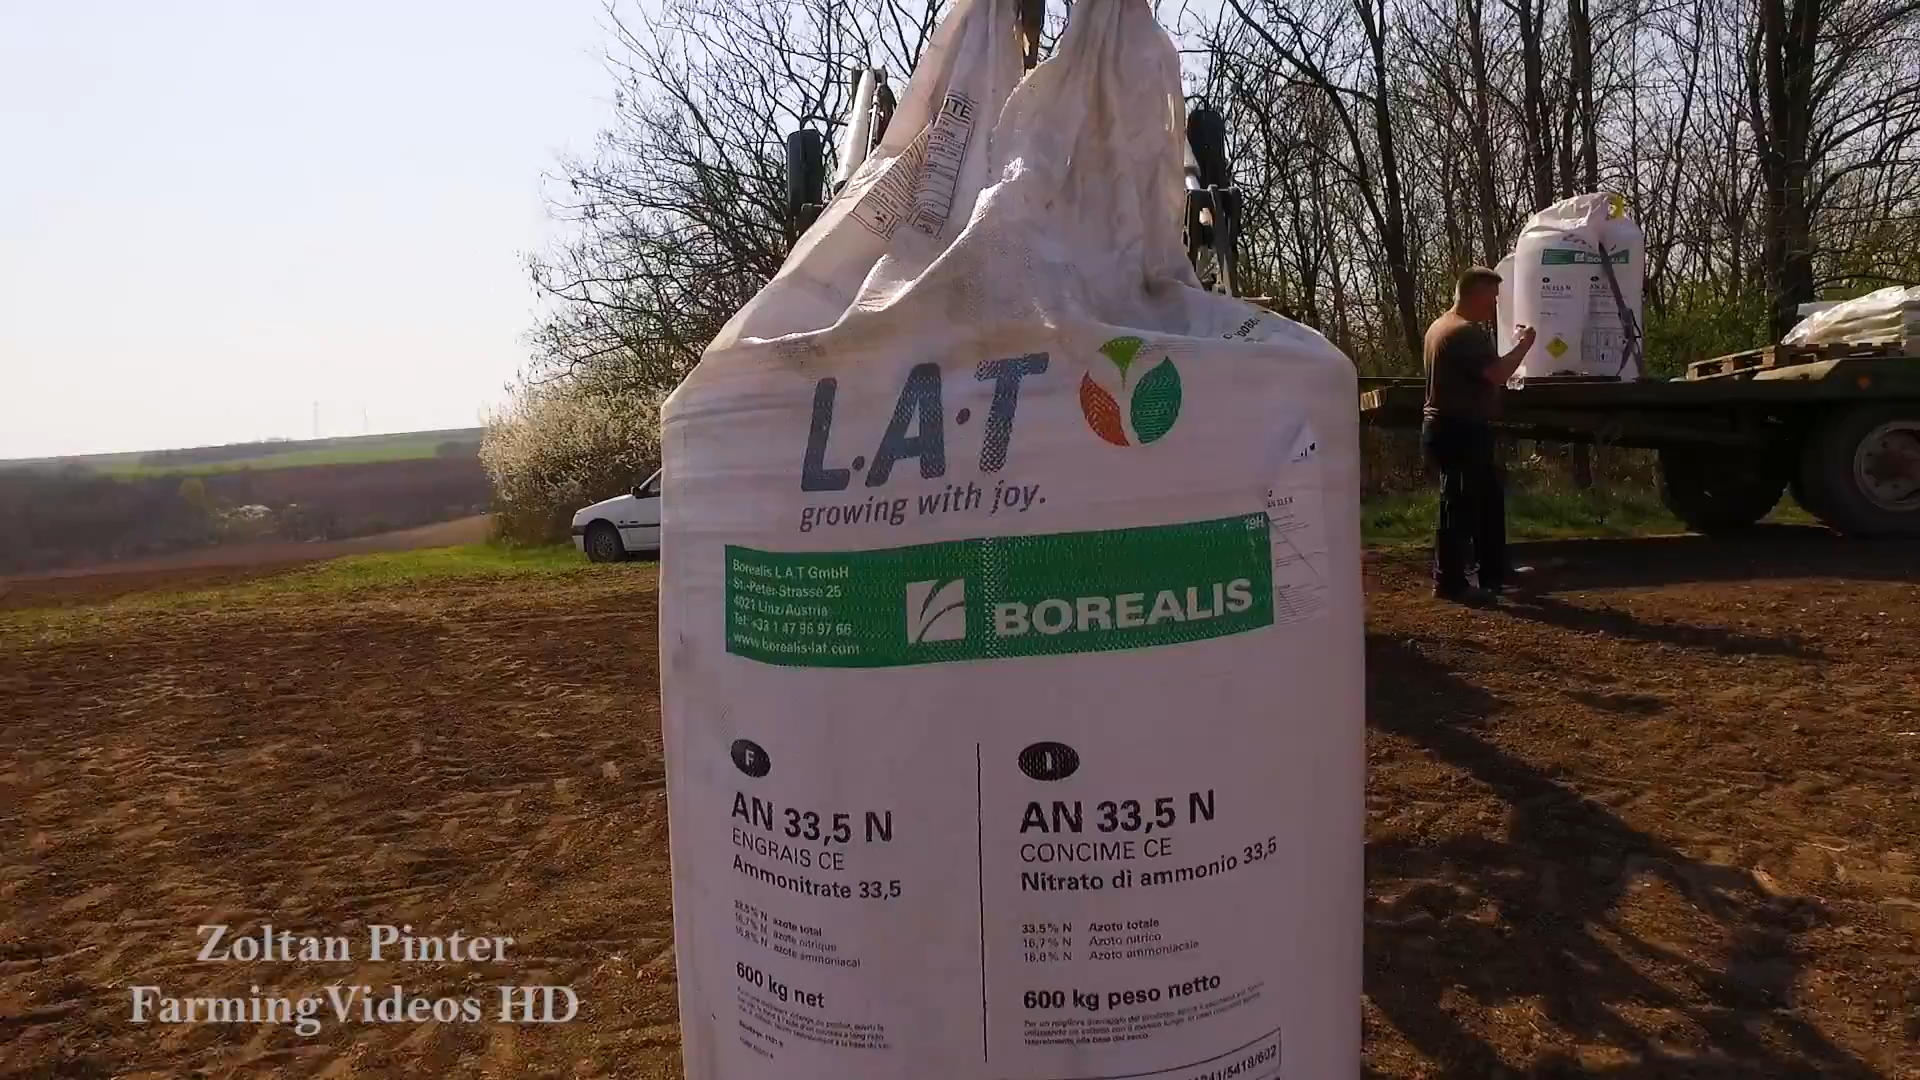 L.A.T
growing with joy.
19H
Borealis L.A.T GmbH
St.-Peter-Strasse 25
4021 Linz/Austria
Tel: +33 1 47 96 97 66
www.borealis-lat.com
BOREALIS
F
AN 33,5 N
ENGRAIS CE
Ammonitrate 33,5
33,5% N azote total
16,7% N azote nitrique
16,8% N azote ammoniacal
600 kg net
I
AN 33,5 N
CONCIME CE
Nitrato di ammonio 33,5
33,5% N Azoto totale
16,7% N Azoto nitrico
16,8% N Azoto ammoniacale
600 kg peso netto
BOREALIS
Zoltan Pinter
FarmingVideos HD